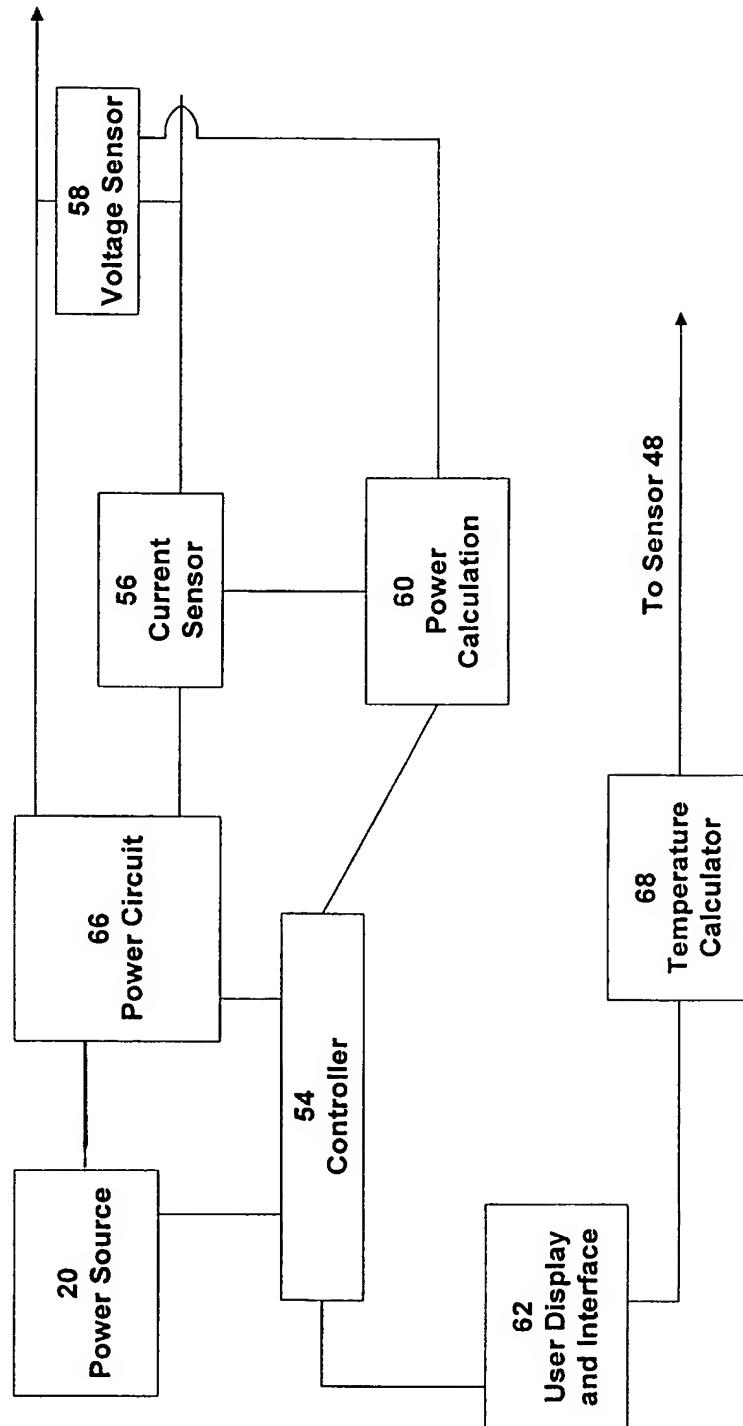 20
Power Source
66
Power Circuit
56
Current
Sensor
58
Voltage Sensor
54
Controller
60
Power
Calculation
62
User Display
and Interface
68
Temperature
Calculator
To Sensor 48